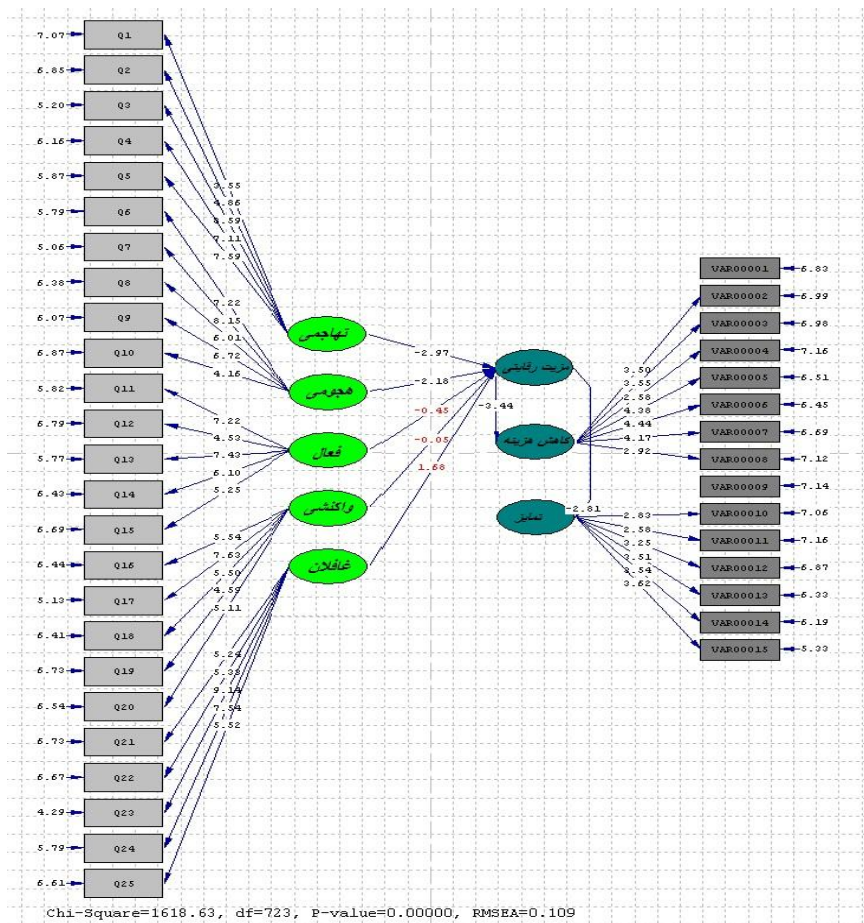 7.07 Q1
6.85 Q2
5.20 Q3
6.16 Q4
5.87 Q5
5.79 Q6
5.06 Q7
6.38 Q8
6.07 Q9
6.87 Q10
5.82 Q11
6.79 Q12
5.77 Q13
6.43 Q14
6.69 Q15
6.44 Q16
5.13 Q17
6.41 Q18
6.73 Q19
6.54 Q20
6.73 Q21
6.67 Q22
4.29 Q23
5.79 Q24
6.61 Q25
3.55
4.86
8.59
7.11
7.59
7.22
8.15
6.01
6.72
4.16
7.22
4.53
7.43
6.10
5.25
5.54
7.63
5.50
4.59
5.11
5.24
5.33
9.14
7.54
5.52
تهاجمی
هجومی
فعال
واکنشی
غافلان
-2.97
-2.18
-0.45
-0.05
1.68
مزیت رقابتی
-3.44
کاهش هزینه
تمایز
-2.81
3.50
3.55
2.58
4.38
4.44
4.17
2.92
2.83
2.58
3.25
3.51
3.54
3.62
VAR00001 6.83
VAR00002 6.99
VAR00003 6.98
VAR00004 7.16
VAR00005 6.51
VAR00006 6.45
VAR00007 6.69
VAR00008 7.12
VAR00009 7.14
VAR00010 7.06
VAR00011 7.16
VAR00012 6.87
VAR00013 6.33
VAR00014 6.19
VAR00015 5.33
Chi-Square=1618.63, df=723, P-value=0.00000, RMSEA=0.109